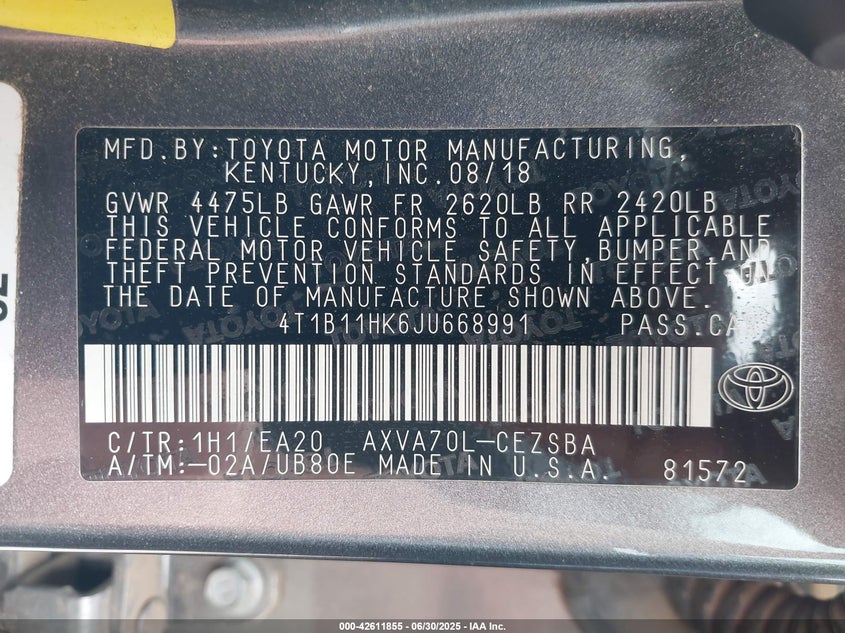 MFD.BY:TOYOTA MOTOR MANUFACTURING,
KENTUCKY,INC.08/18
GVWR 4475LB GAWR FR 2620LB RR 2420LB
THIS VEHICLE CONFORMS TO ALL APPLICABLE
FEDERAL MOTOR VEHICLE SAFETY,BUMPER,AND
THEFT PREVENTION STANDARDS IN EFFECT ON
THE DATE OF MANUFACTURE SHOWN ABOVE.
4T1B11HK6JU668991 PASS.CAR
C/TR:1H1/EA20 AXVA70L-CEZSBA
A/TM:-02A/UB80E MADE IN U.S.A. 81572
000-42611855 - 06/30/2025 - IAA Inc.